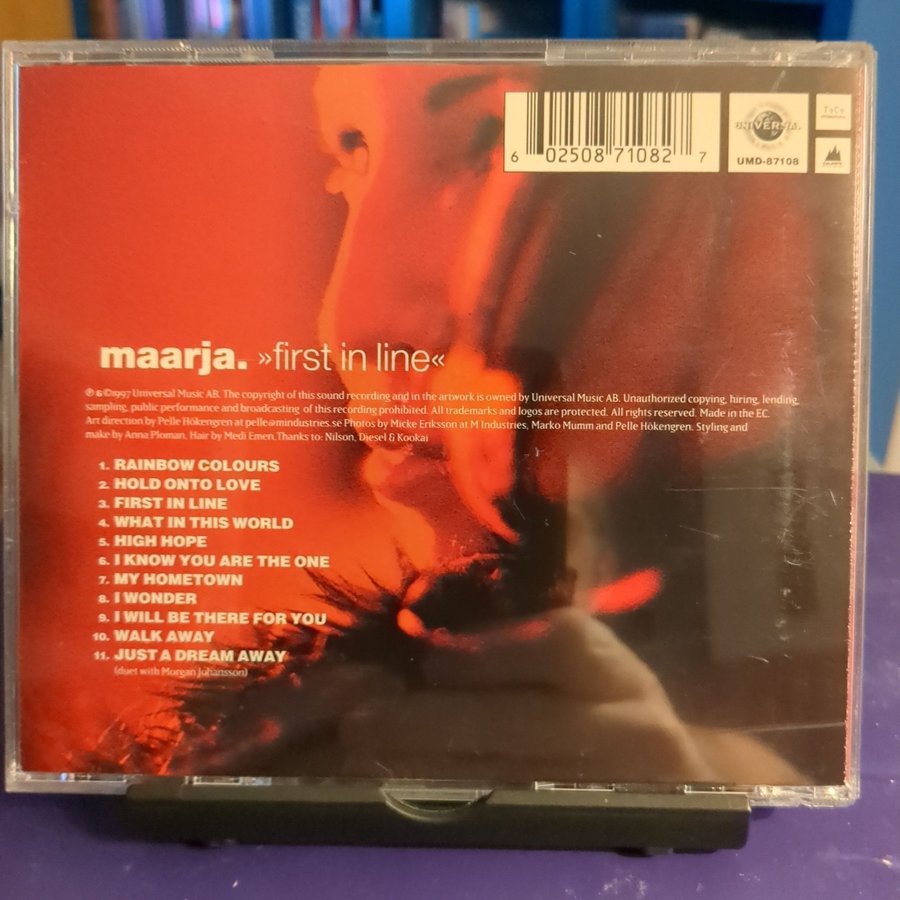 6 02508 71082 7
UNIVERSAL
UMD-87108
maarja. »first in line«
℗ & ©1997 Universal Music AB. The copyright of this sound recording and in the artwork is owned by Universal Music AB. Unauthorized copying, hiring, lending,
sampling, public performance and broadcasting of this recording prohibited. All trademarks and logos are protected. All rights reserved. Made in the EC.
Art direction by Pelle Hökengren at pelle@mindustries.se Photos by Micke Eriksson at M Industries, Marko Mumm and Pelle Hökengren. Styling and
make by Anna Ploman. Hair by Medi Emen. Thanks to: Nilson, Diesel & Kookai
1. RAINBOW COLOURS
2. HOLD ONTO LOVE
3. FIRST IN LINE
4. WHAT IN THIS WORLD
5. HIGH HOPE
6. I KNOW YOU ARE THE ONE
7. MY HOMETOWN
8. I WONDER
9. I WILL BE THERE FOR YOU
10. WALK AWAY
11. JUST A DREAM AWAY
(duet with Morgan Johansson)